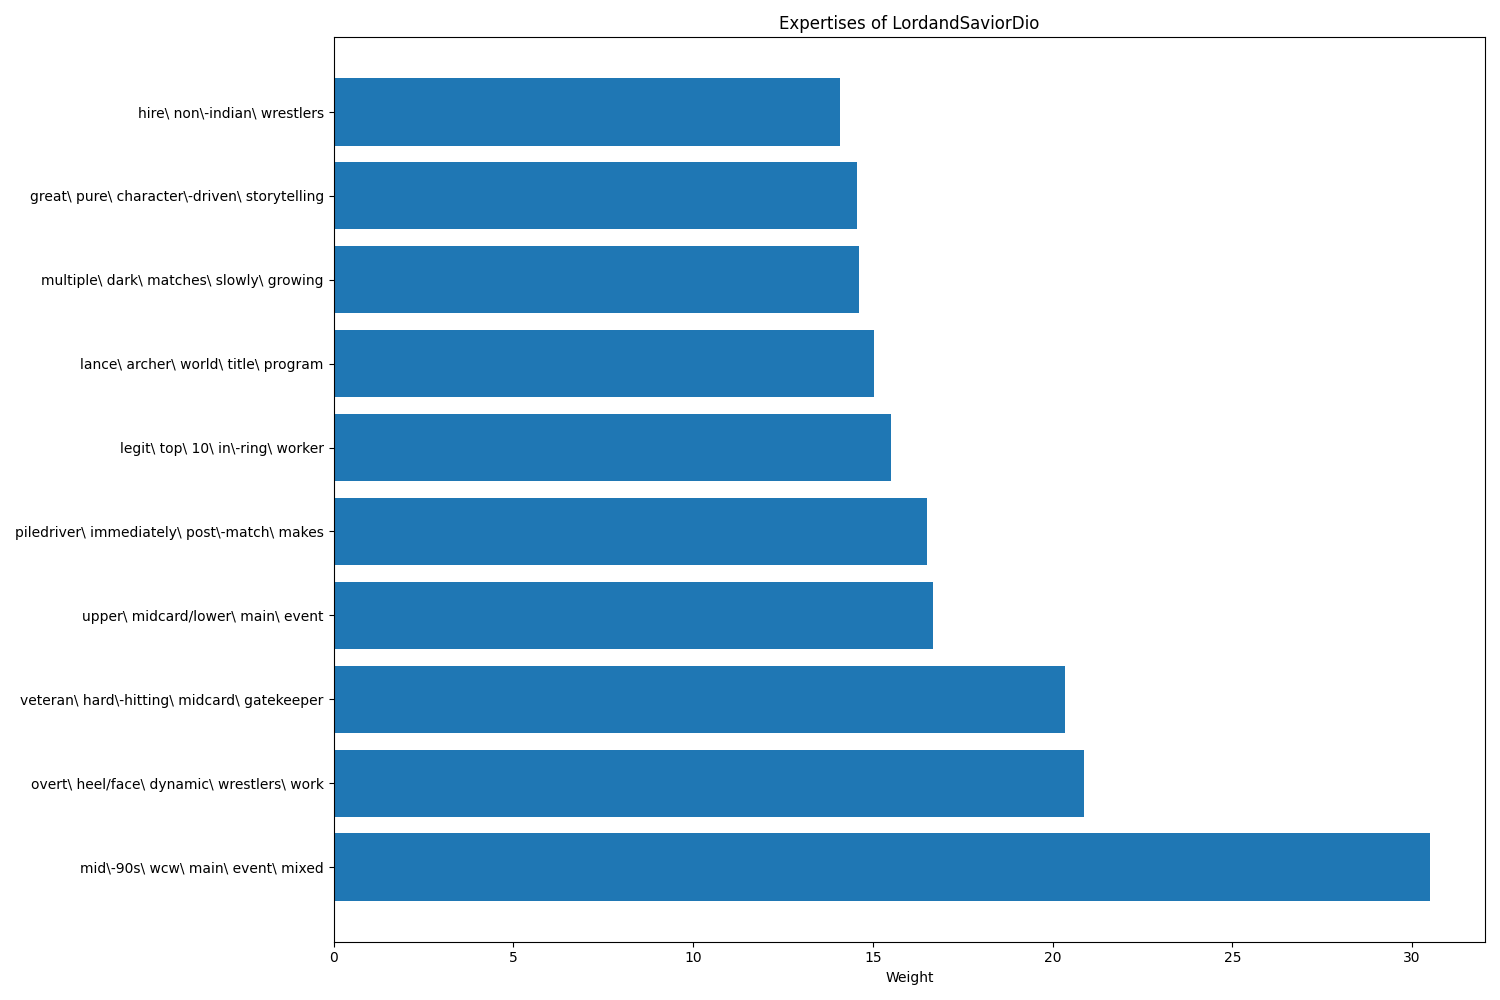 Expertises of LordandSaviorDio
hire\ non\-indian\ wrestlers
great\ pure\ character\-driven\ storytelling
multiple\ dark\ matches\ slowly\ growing
lance\ archer\ world\ title\ program
legit\ top\ 10\ in\-ring\ worker
piledriver\ immediately\ post\-match\ makes
upper\ midcard/lower\ main\ event
veteran\ hard\-hitting\ midcard\ gatekeeper
overt\ heel/face\ dynamic\ wrestlers\ work
mid\-90s\ wcw\ main\ event\ mixed
0 5 10 15 20 25 30
Weight